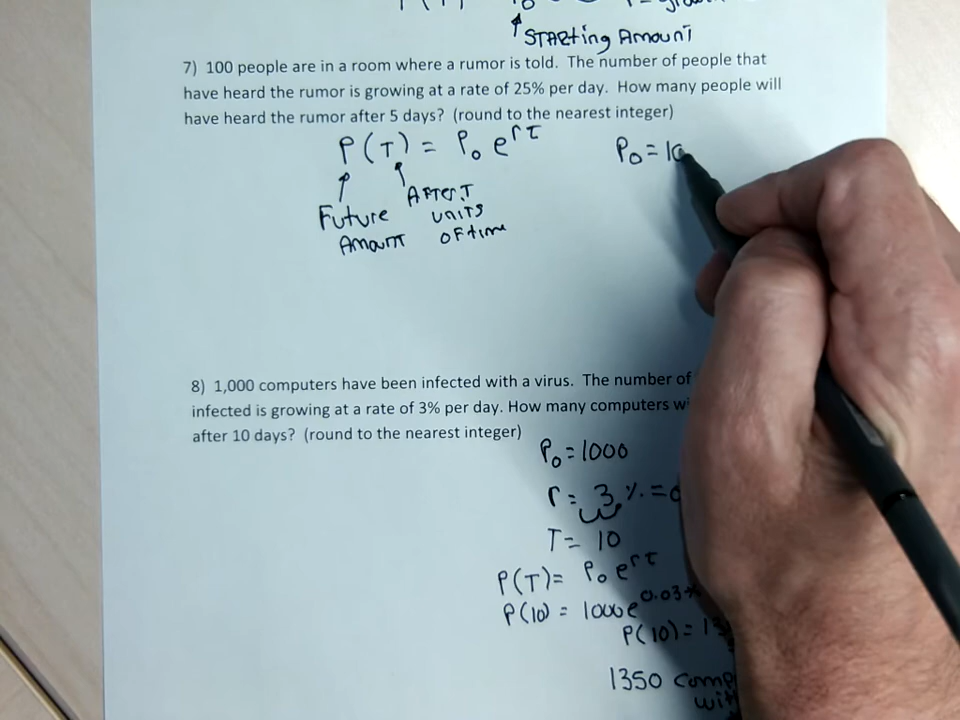 STARting AMOUNT
7) 100 people are in a room where a rumor is told. The number of people that
have heard the rumor is growing at a rate of 25% per day. How many people will
have heard the rumor after 5 days? (round to the nearest integer)
P(T) = P₀ e^rt
P₀ = 10
AFTER T
Future UNITS
AMOUNT OF time
8) 1,000 computers have been infected with a virus. The number of
infected is growing at a rate of 3% per day. How many computers
after 10 days? (round to the nearest integer)
P₀ = 1000
r = 3% =
T = 10
P(T) = P₀ e^rt
P(10) = 1000e^0.03
P(10) = 13
1350